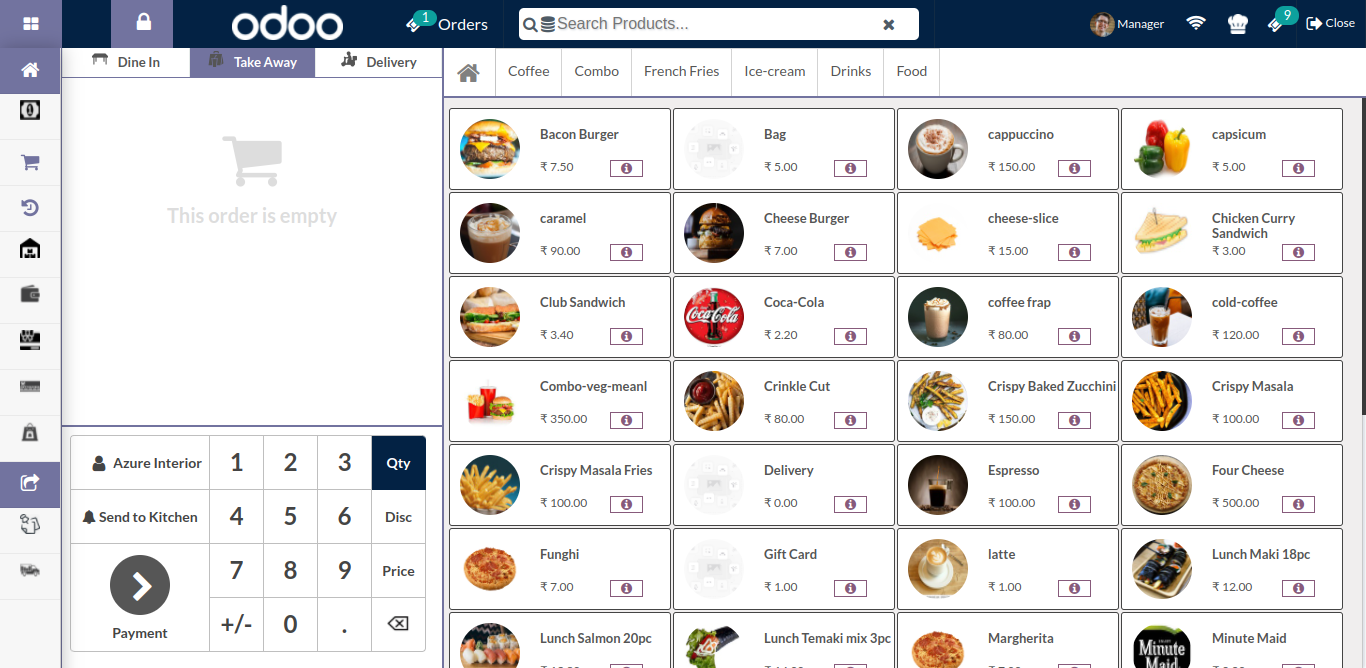 odoo
1
Orders
Search Products...
Manager
9
Close
Dine In
Take Away
Delivery
Coffee
Combo
French Fries
Ice-cream
Drinks
Food
This order is empty
Bacon Burger
₹ 7.50
Bag
₹ 5.00
cappuccino
₹ 150.00
capsicum
₹ 5.00
caramel
₹ 90.00
Cheese Burger
₹ 7.00
cheese-slice
₹ 15.00
Chicken Curry
Sandwich
₹ 3.00
Club Sandwich
₹ 3.40
Coca-Cola
Coca-Cola
₹ 2.20
coffee frap
₹ 80.00
cold-coffee
₹ 120.00
Combo-veg-meanl
₹ 350.00
Crinkle Cut
₹ 80.00
Crispy Baked Zucchini
₹ 150.00
Crispy Masala
₹ 100.00
Crispy Masala Fries
₹ 100.00
Delivery
₹ 0.00
Espresso
₹ 100.00
Four Cheese
₹ 500.00
Funghi
₹ 7.00
Gift Card
₹ 1.00
latte
₹ 1.00
Lunch Maki 18pc
₹ 12.00
Lunch Salmon 20pc
Lunch Temaki mix 3pc
Margherita
Minute
Maid
Minute Maid
Azure Interior
1
2
3
Qty
Send to Kitchen
4
5
6
Disc
7
8
9
Price
Payment
+/-
0
.